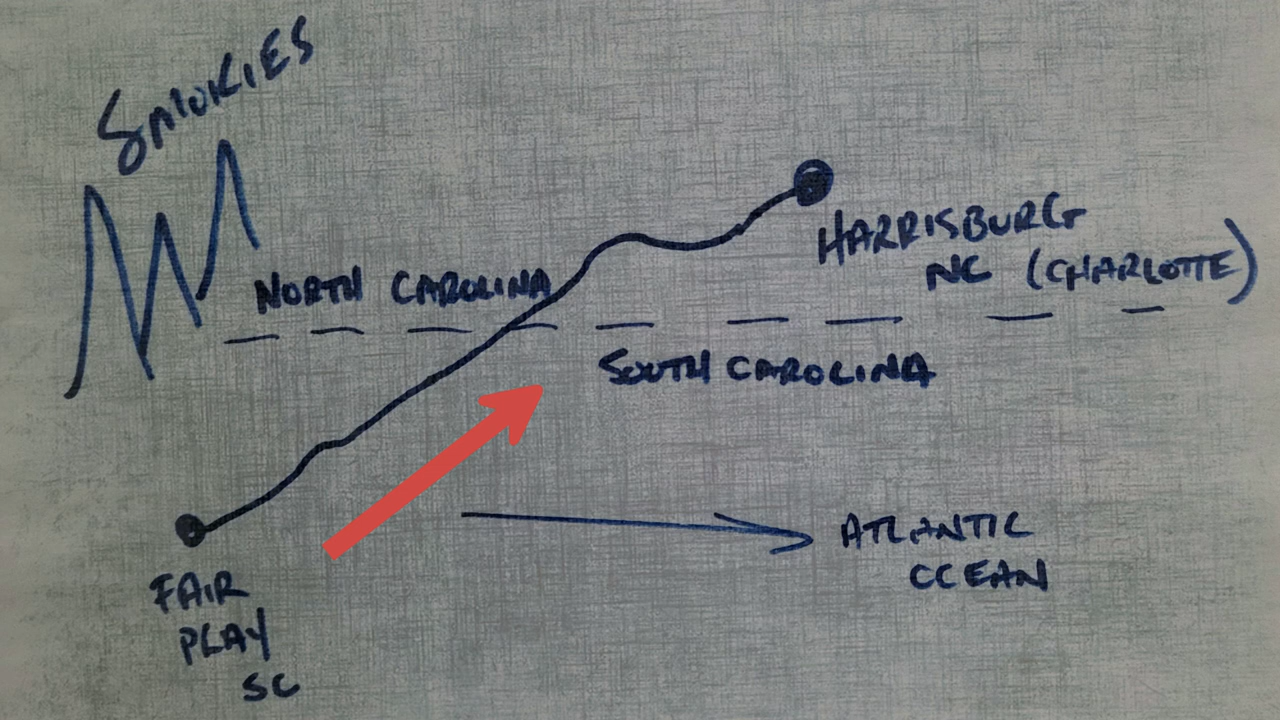 SMOKIES
NORTH CAROLINA
HARRISBURG
NC (CHARLOTTE)
SOUTH CAROLINA
ATLANTIC
OCEAN
FAIR
PLAY
SC